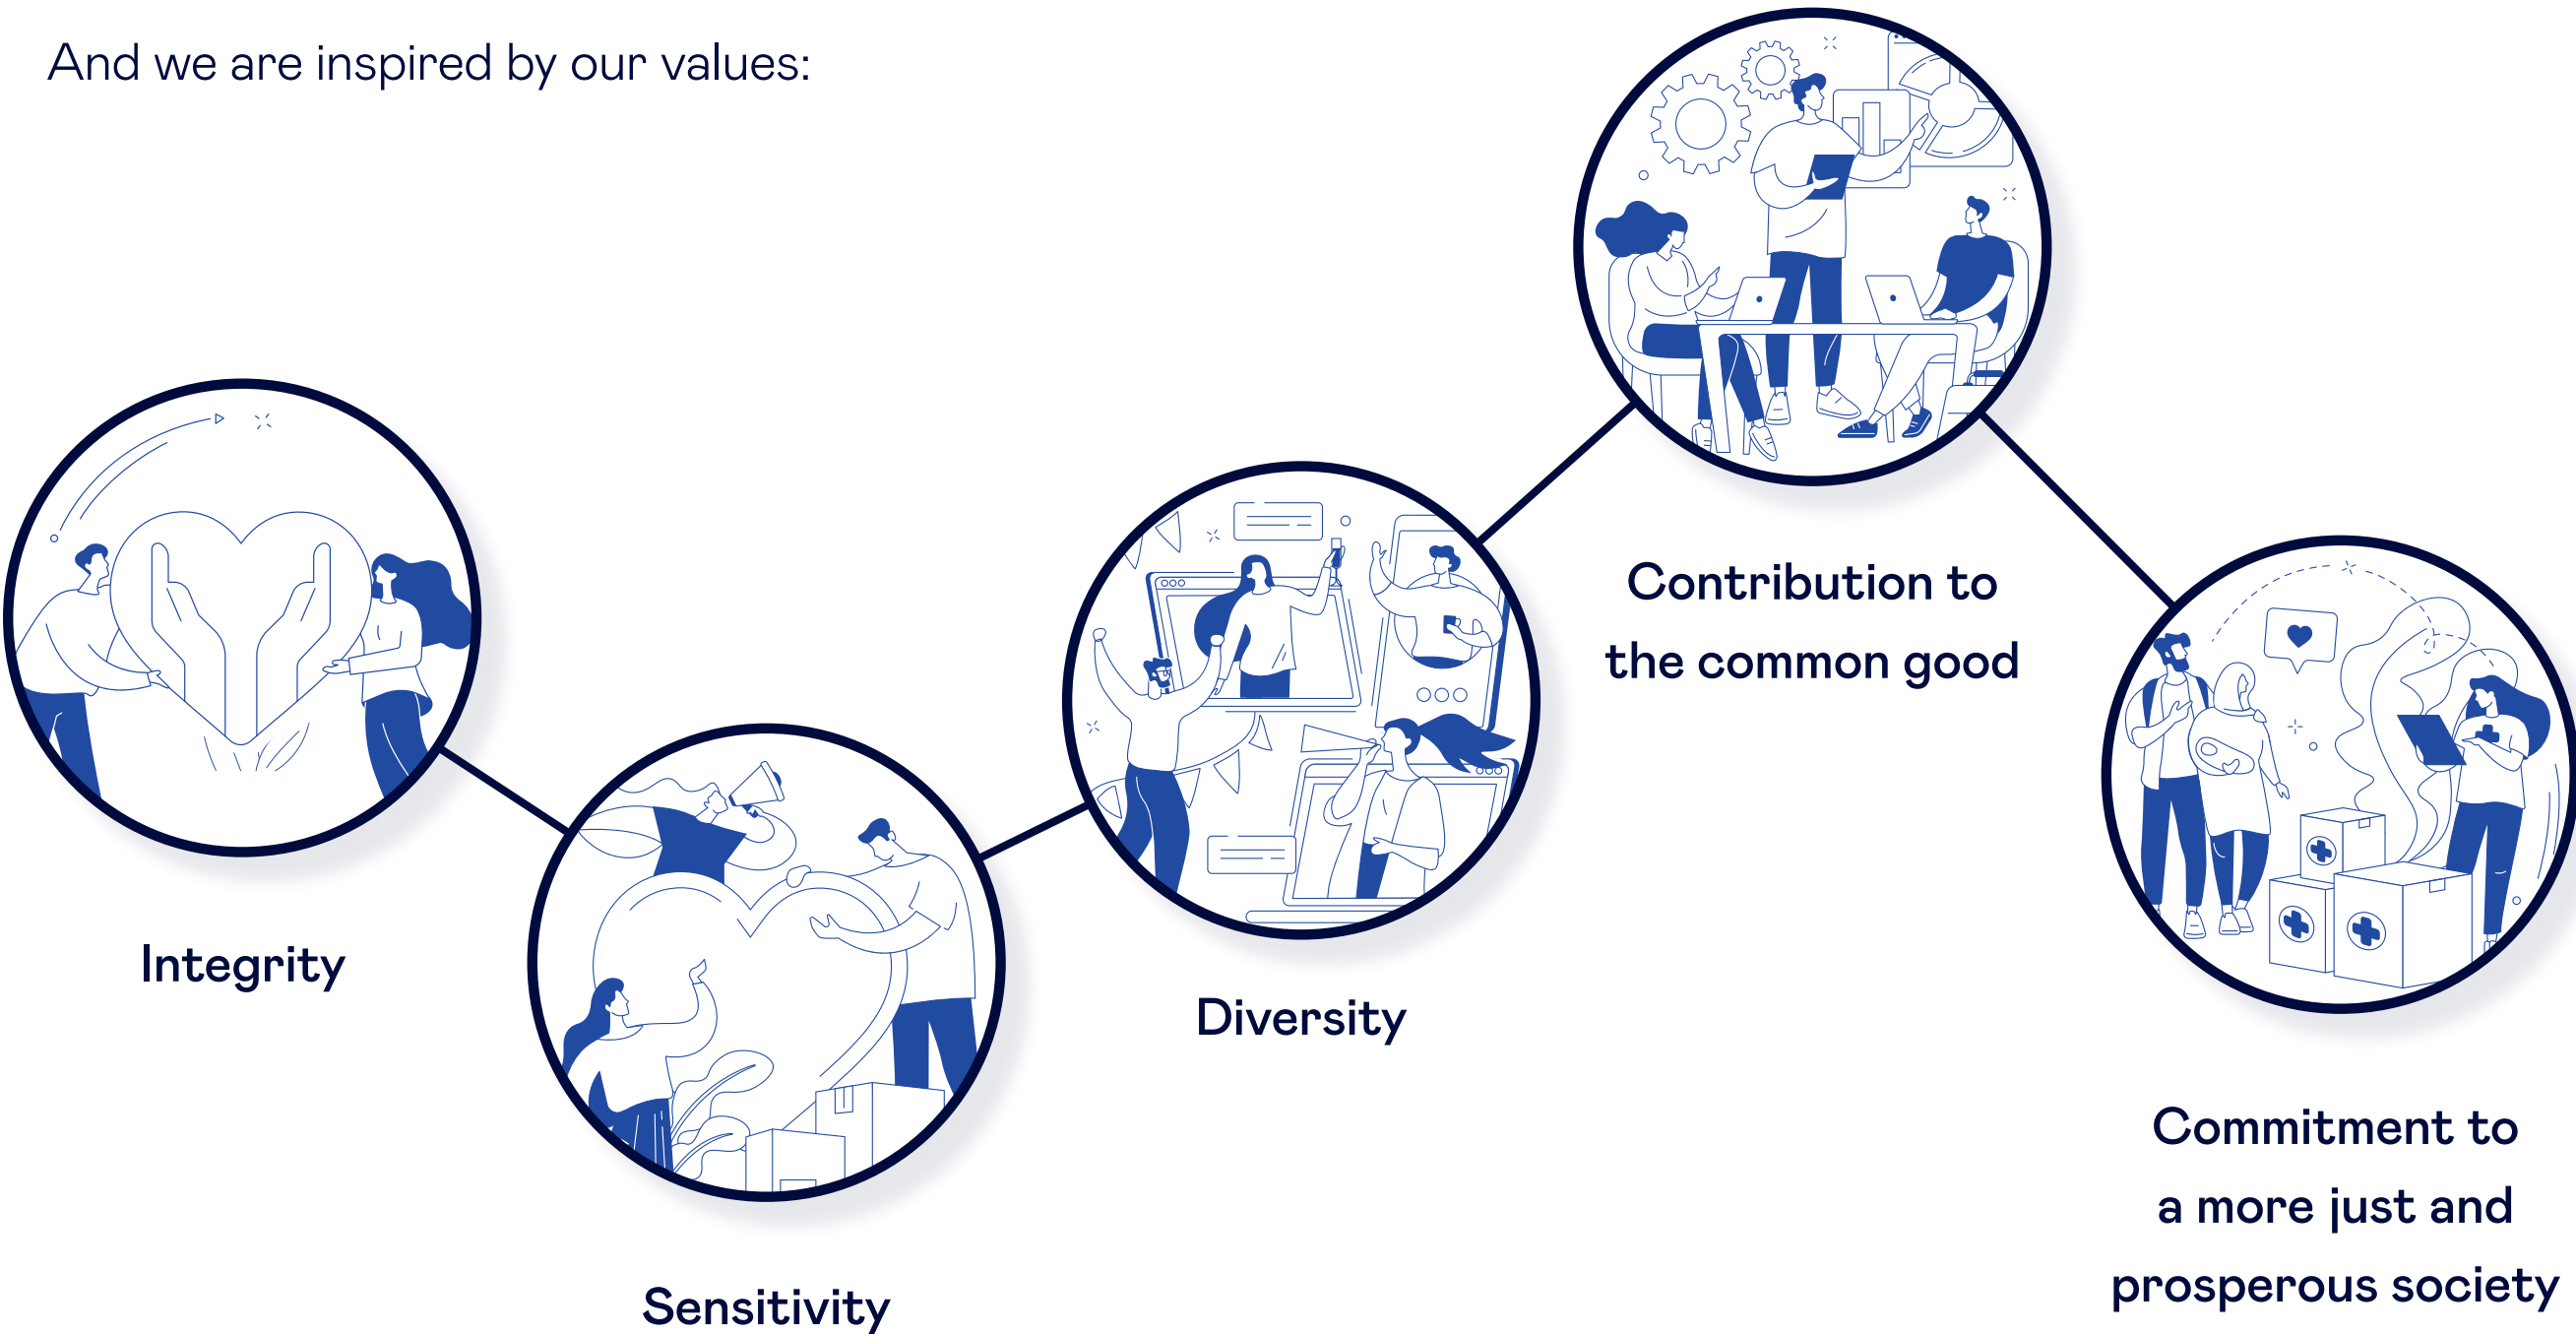 And we are inspired by our values:
Integrity
Sensitivity
Diversity
Contribution to
the common good
Commitment to
a more just and
prosperous society